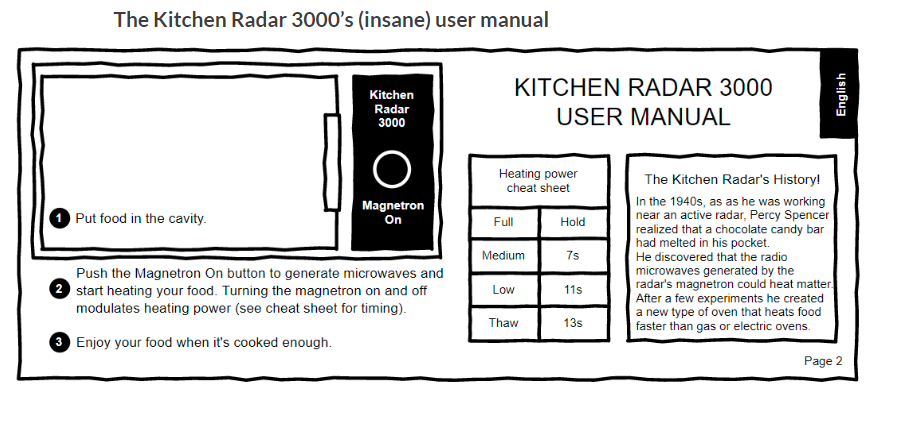 The Kitchen Radar 3000’s (insane) user manual
Kitchen
Radar
3000
Magnetron
On
1 Put food in the cavity.
Push the Magnetron On button to generate microwaves and
2 start heating your food. Turning the magnetron on and off
modulates heating power (see cheat sheet for timing).
3 Enjoy your food when it's cooked enough.
KITCHEN RADAR 3000
USER MANUAL
English
Heating power
cheat sheet
Full Hold
Medium 7s
Low 11s
Thaw 13s
The Kitchen Radar's History!
In the 1940s, as as he was working
near an active radar, Percy Spencer
realized that a chocolate candy bar
had melted in his pocket.
He discovered that the radio
microwaves generated by the
radar's magnetron could heat matter.
After a few experiments he created
a new type of oven that heats food
faster than gas or electric ovens.
Page 2